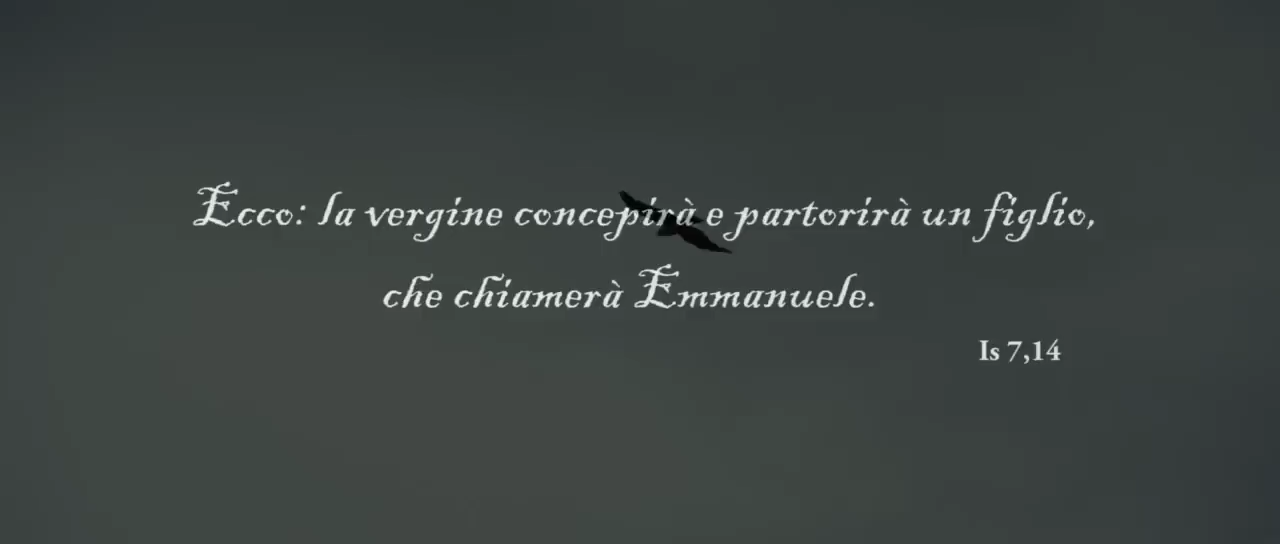 Ecco: la vergine concepirà e partorirà un figlio,
che chiamerà Emmanuele.
Is 7,14